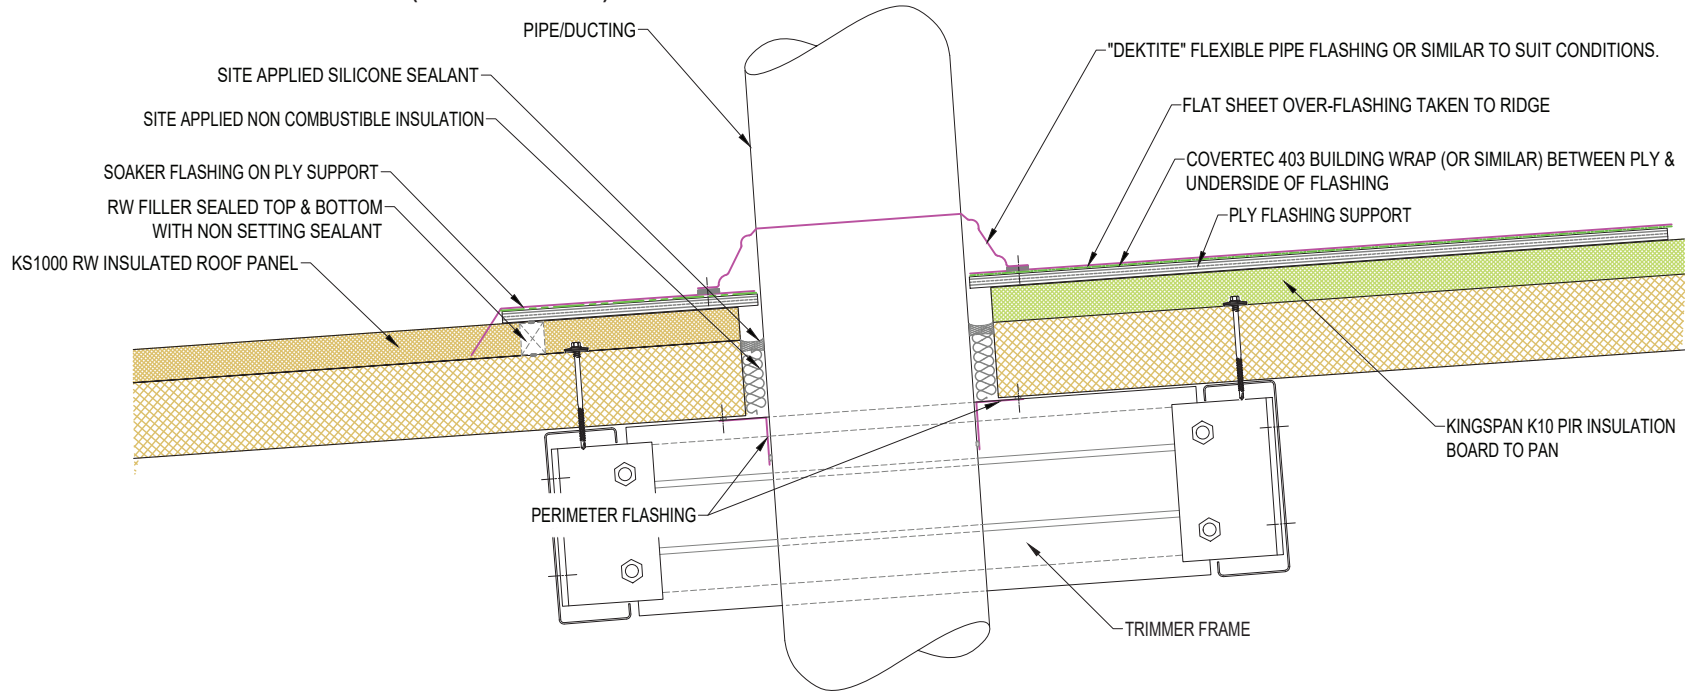 PIPE/DUCTING
SITE APPLIED SILICONE SEALANT
SITE APPLIED NON COMBUSTIBLE INSULATION
SOAKER FLASHING ON PLY SUPPORT
RW FILLER SEALED TOP & BOTTOM
WITH NON SETTING SEALANT
KS1000 RW INSULATED ROOF PANEL
"DEKTITE" FLEXIBLE PIPE FLASHING OR SIMILAR TO SUIT CONDITIONS.
FLAT SHEET OVER-FLASHING TAKEN TO RIDGE
COVERTEC 403 BUILDING WRAP (OR SIMILAR) BETWEEN PLY &
UNDERSIDE OF FLASHING
PLY FLASHING SUPPORT
KINGSPAN K10 PIR INSULATION
BOARD TO PAN
PERIMETER FLASHING
TRIMMER FRAME